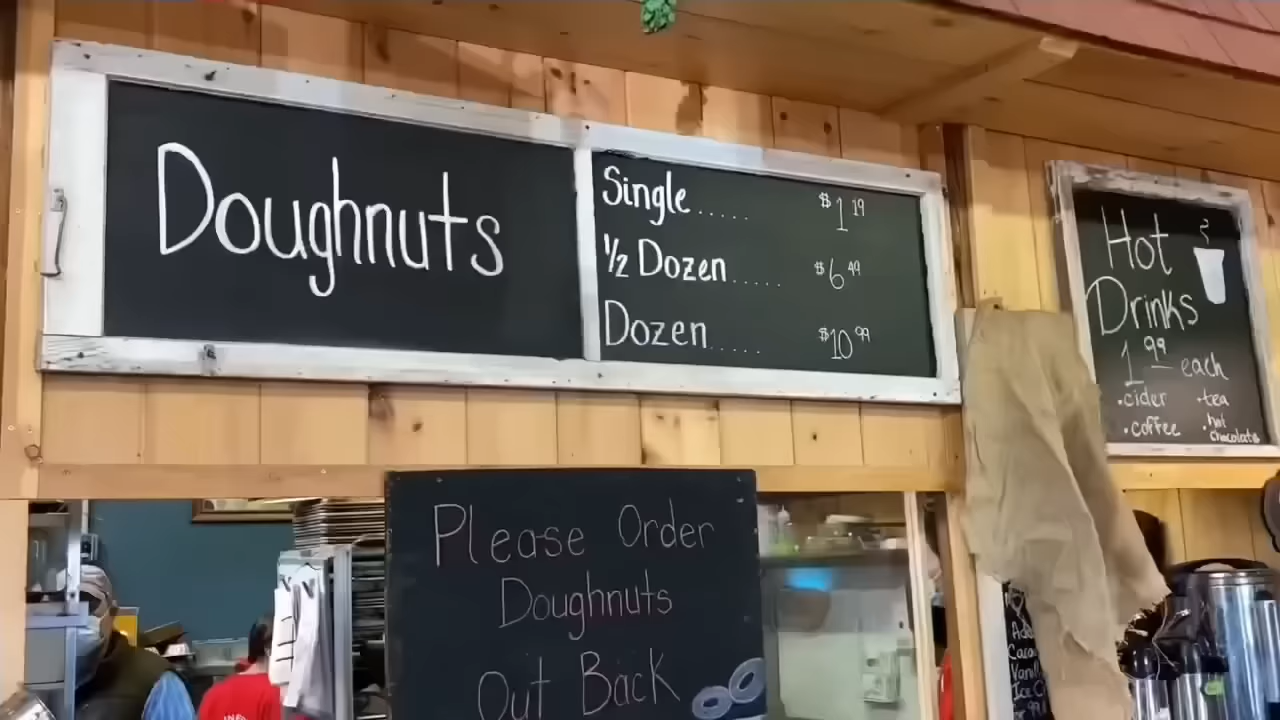 Doughnuts
Single...... $1 19
1/2 Dozen...... $6 49
Dozen...... $10 99
Hot
Drinks
1 99 each
•cider •tea
•coffee •hot chocolate
Please Order
Doughnuts
Out Back